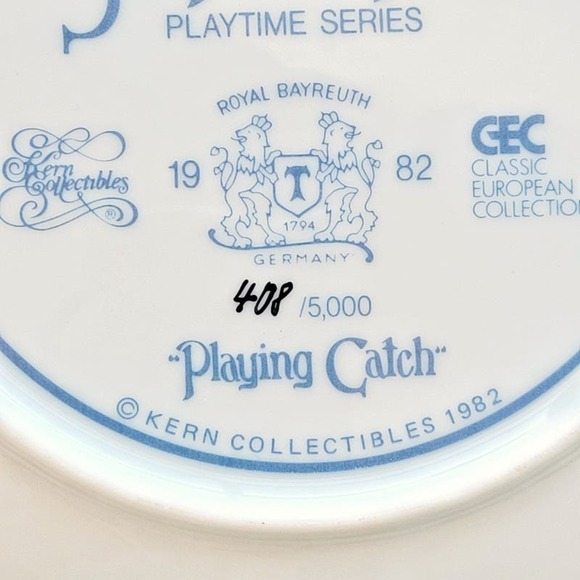 PLAYTIME SERIES
ROYAL BAYREUTH
Kern Collectibles ®
19 82
T
1794
GERMANY
CEC
CLASSIC
EUROPEAN
COLLECTION
408 /5,000
"Playing Catch"
© KERN COLLECTIBLES 1982